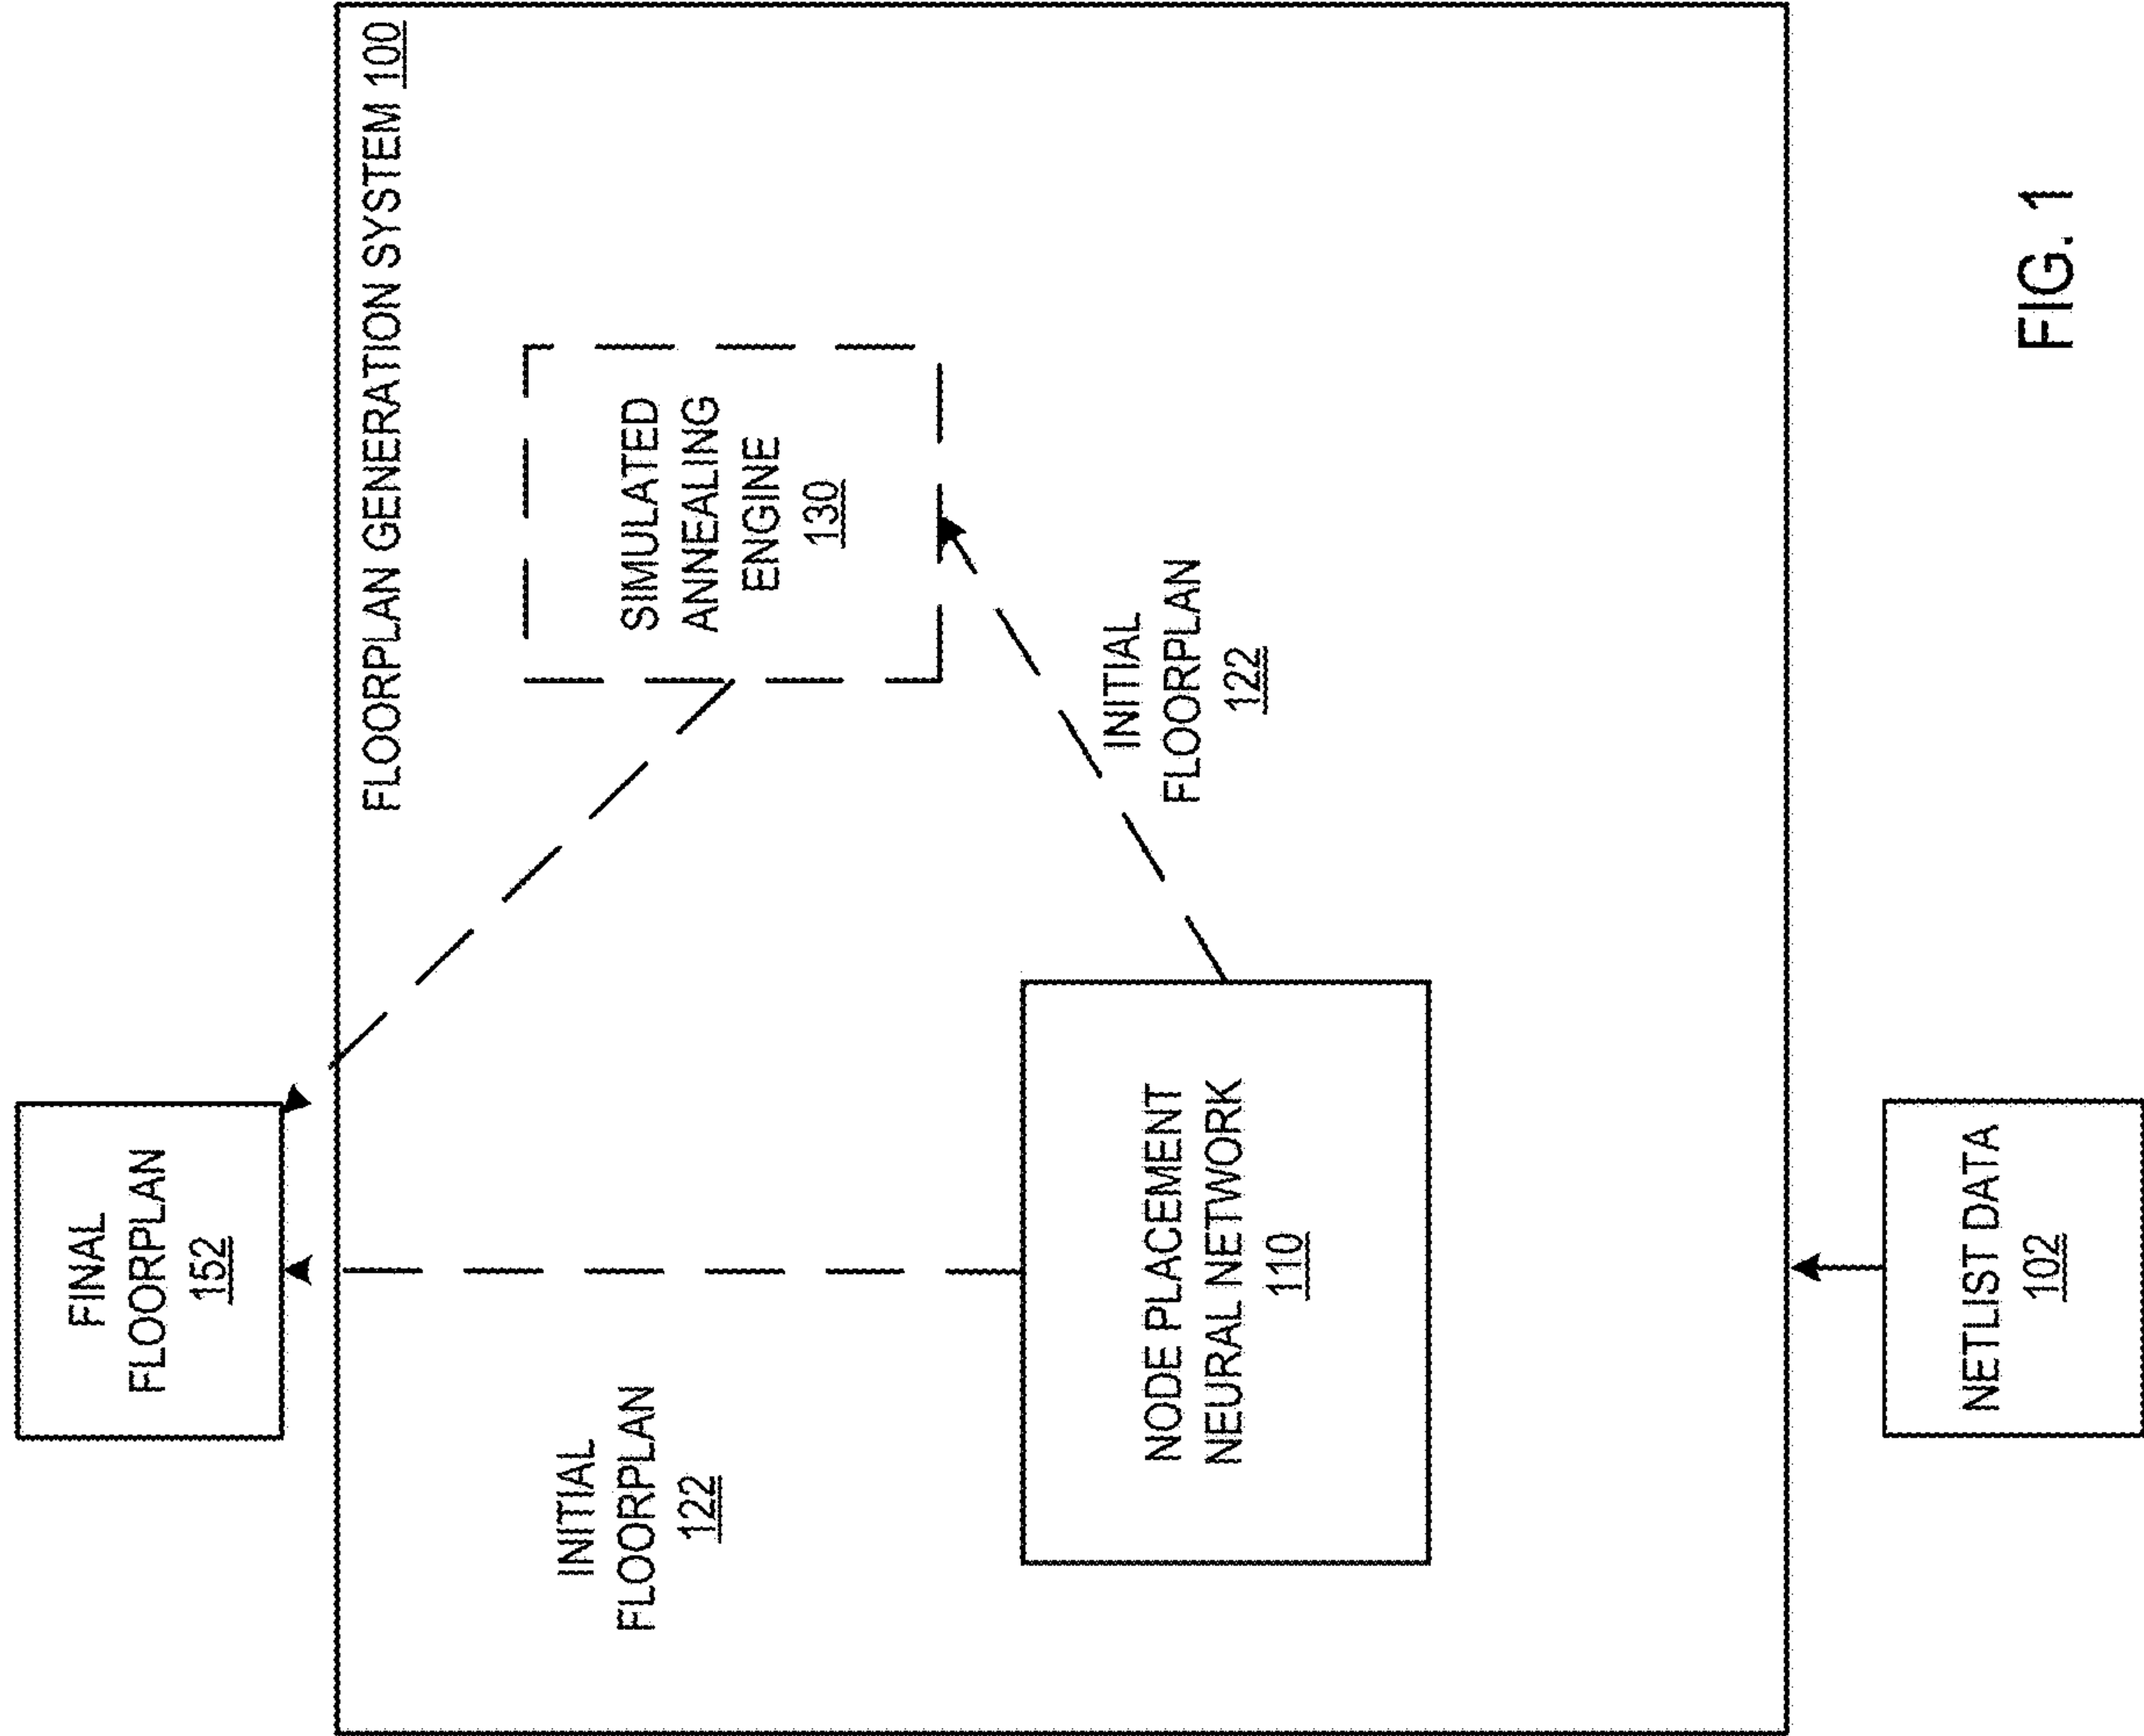 FINAL
FLOORPLAN
152
FLOORPLAN GENERATION SYSTEM 100
INITIAL
FLOORPLAN
122
SIMULATED
ANNEALING
ENGINE
130
INITIAL
FLOORPLAN
122
NODE PLACEMENT
NEURAL NETWORK
110
NETLIST DATA
102
FIG. 1